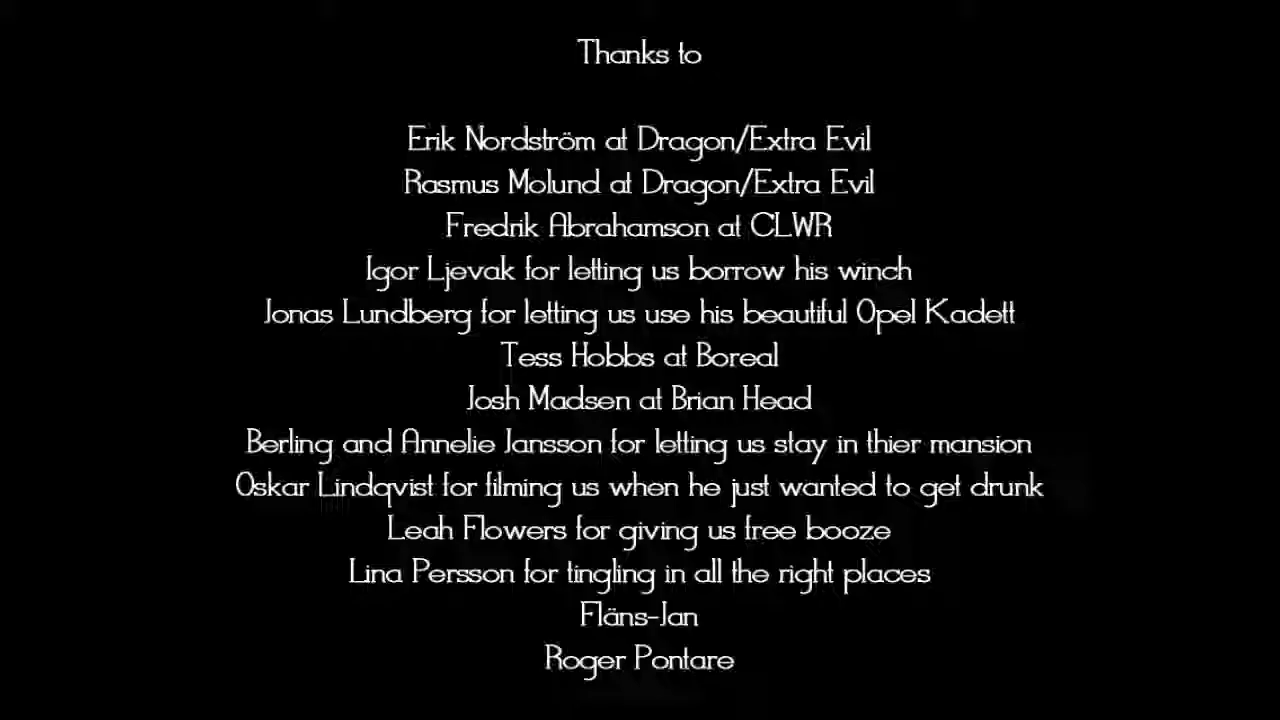 Thanks to
Erik Nordström at Dragon/Extra Evil
Rasmus Molund at Dragon/Extra Evil
Fredrik Abrahamson at CLWR
Igor Ljevak for letting us borrow his winch
Jonas Lundberg for letting us use his beautiful Opel Kadett
Tess Hobbs at Boreal
Josh Madsen at Brian Head
Berling and Annelie Jansson for letting us stay in thier mansion
Oskar Lindqvist for filming us when he just wanted to get drunk
Leah Flowers for giving us free booze
Lina Persson for tingling in all the right places
Fläns-Jan
Roger Pontare